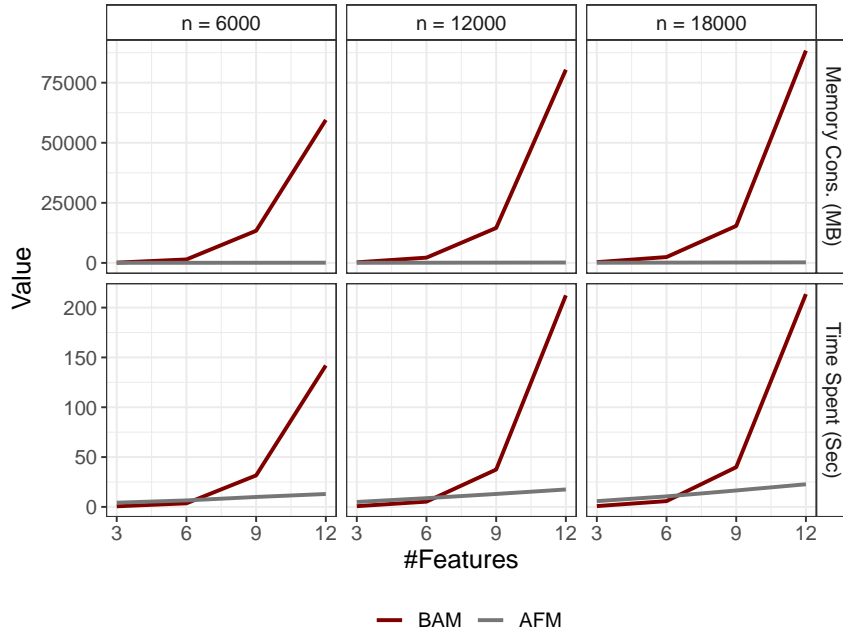 n = 6000
n = 12000
n = 18000
75000
50000
25000
0
Memory Cons. (MB)
Value
200
150
100
50
0
Time Spent (Sec)
3 6 9 12
3 6 9 12
3 6 9 12
#Features
BAM AFM